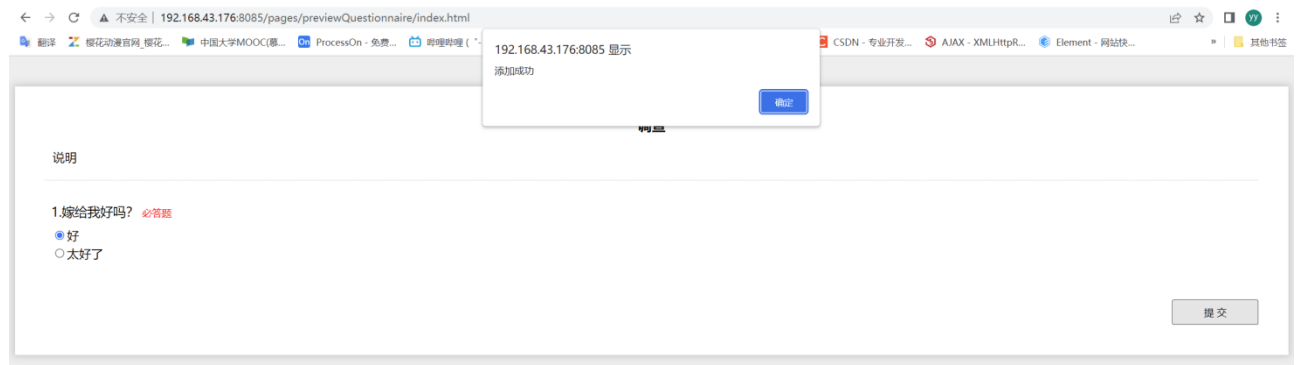 不安全 | 192.168.43.176:8085/pages/previewQuestionnaire/index.html
yy
翻译 樱花动漫官网_樱花... 中国大学MOOC(慕... On ProcessOn - 免费... 哔哩哔哩 ( ゜- CSDN - 专业开发... AJAX - XMLHttpR... Element - 网站快... » 其他书签
192.168.43.176:8085 显示
添加成功
确定
调查
说明
1.嫁给我好吗? 必答题
好
太好了
提 交